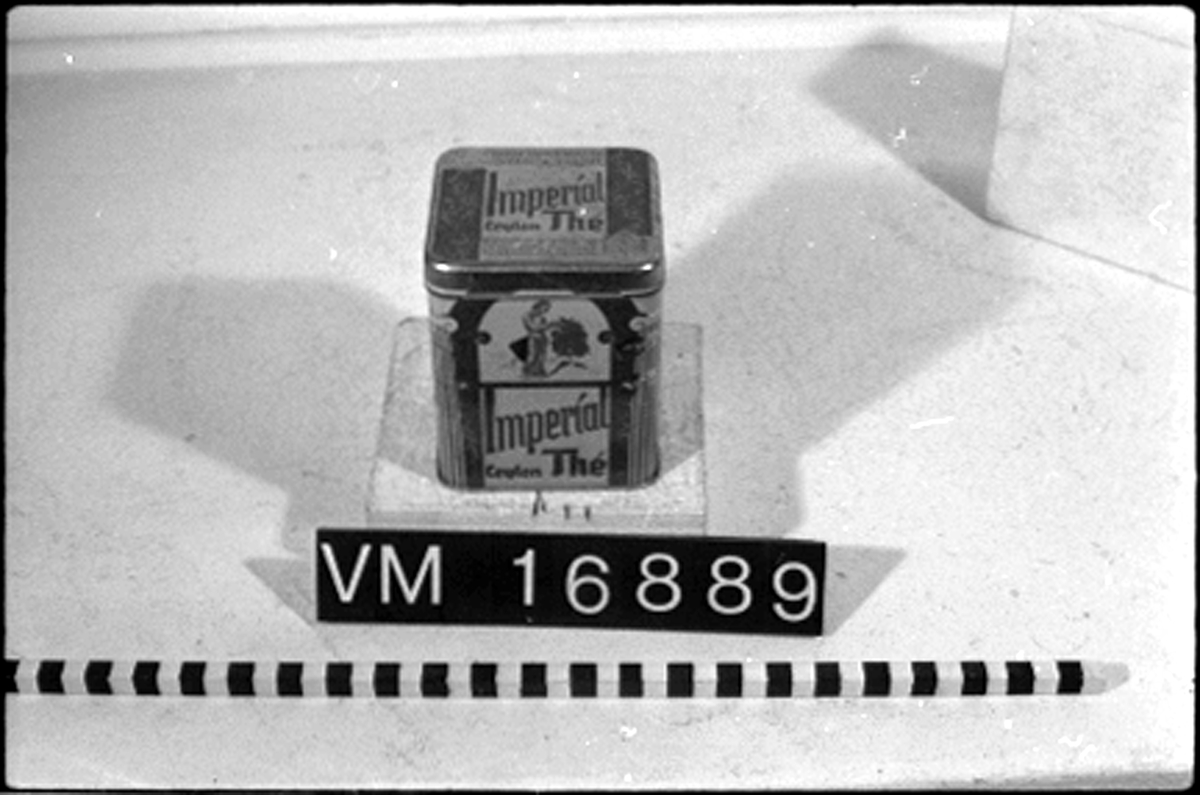 Imperial
Ceylon Thé
Imperial
Ceylon Thé
VM 16889